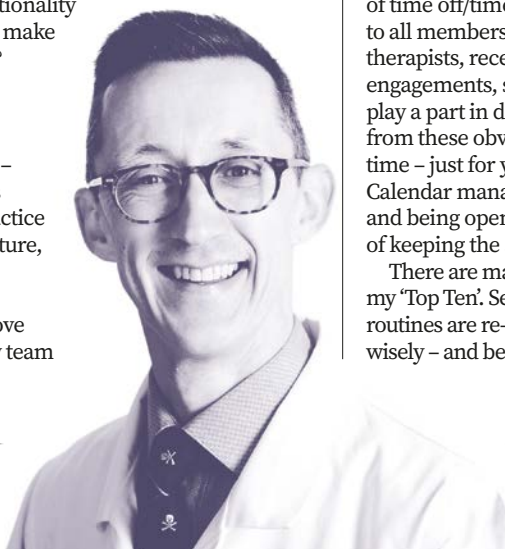 tionality
make
–
ctice
ture,
ove
team
of time off/time
to all members
therapists, rece
engagements, s
play a part in d
from these obv
time – just for y
Calendar mana
and being oper
of keeping the
There are ma
my ‘Top Ten’. Se
routines are re-
wisely – and be